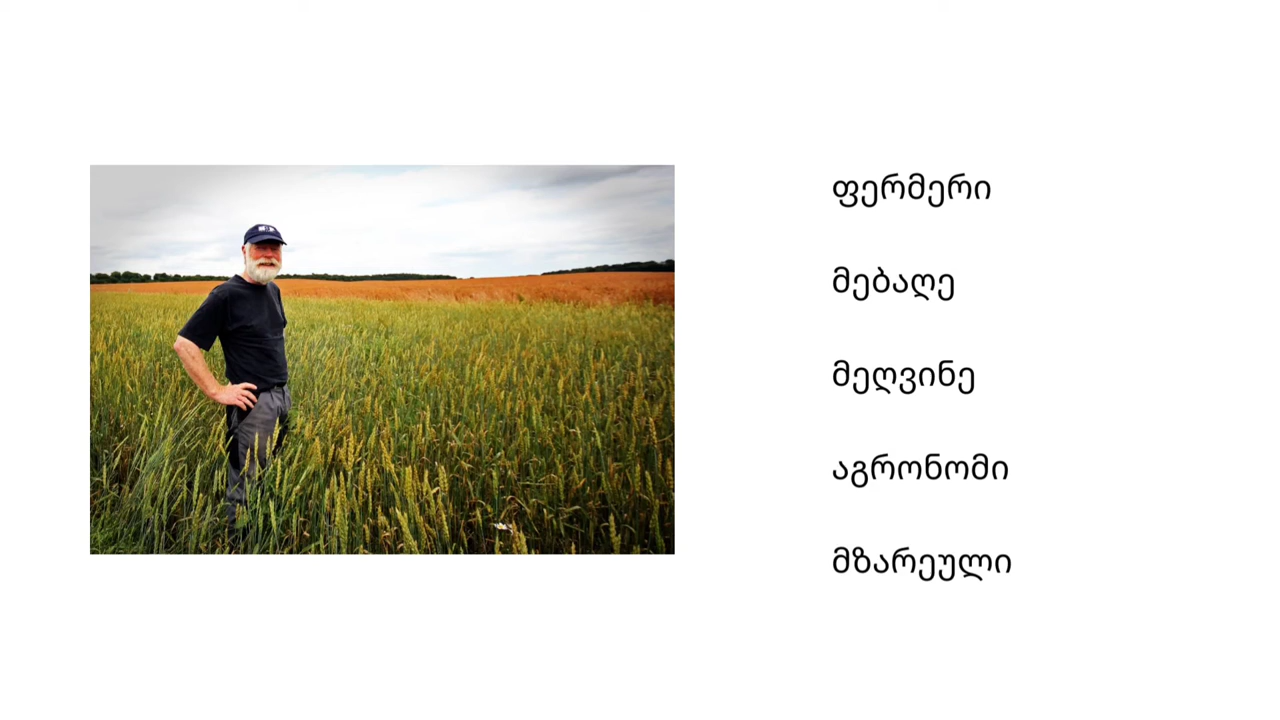 ფერმერი
მებაღე
მეღვინე
აგრონომი
მზარეული